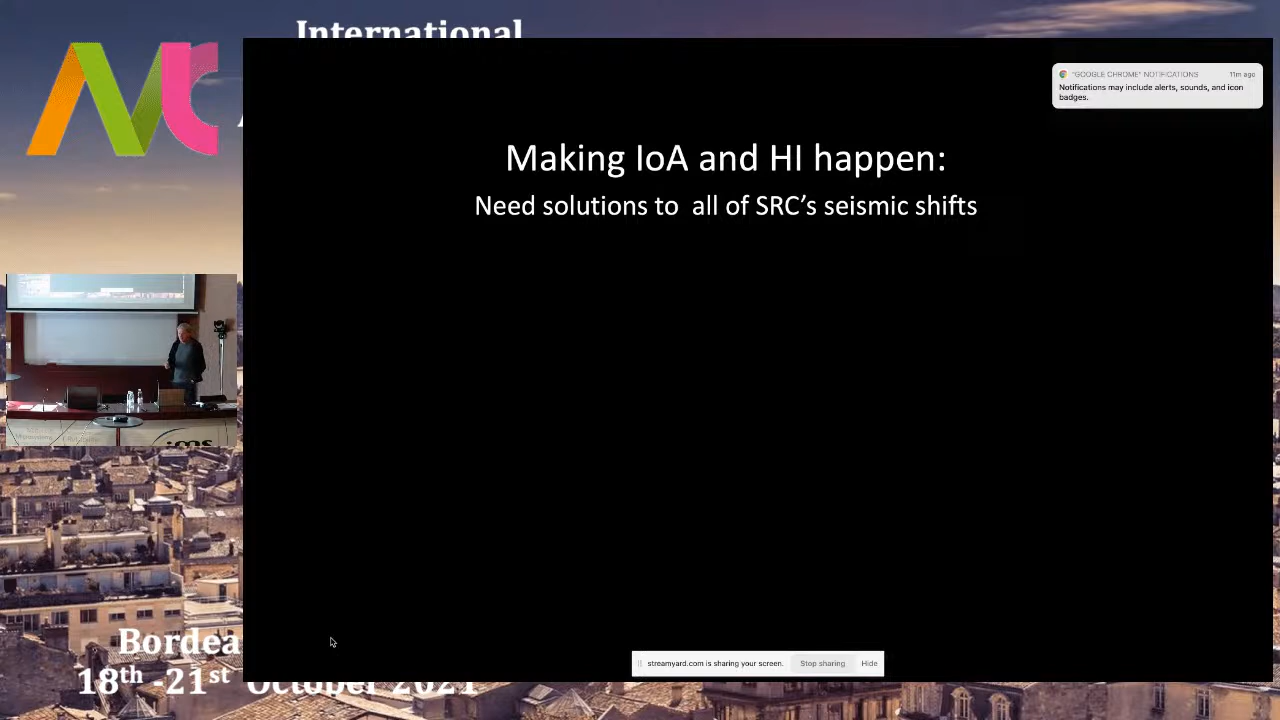 International
"GOOGLE CHROME" NOTIFICATIONS 11m ago
Notifications may include alerts, sounds, and icon
badges.
Making IoA and HI happen:
Need solutions to all of SRC's seismic shifts
ims
Bordea
18th -21st October 2021
streamyard.com is sharing your screen. Stop sharing Hide